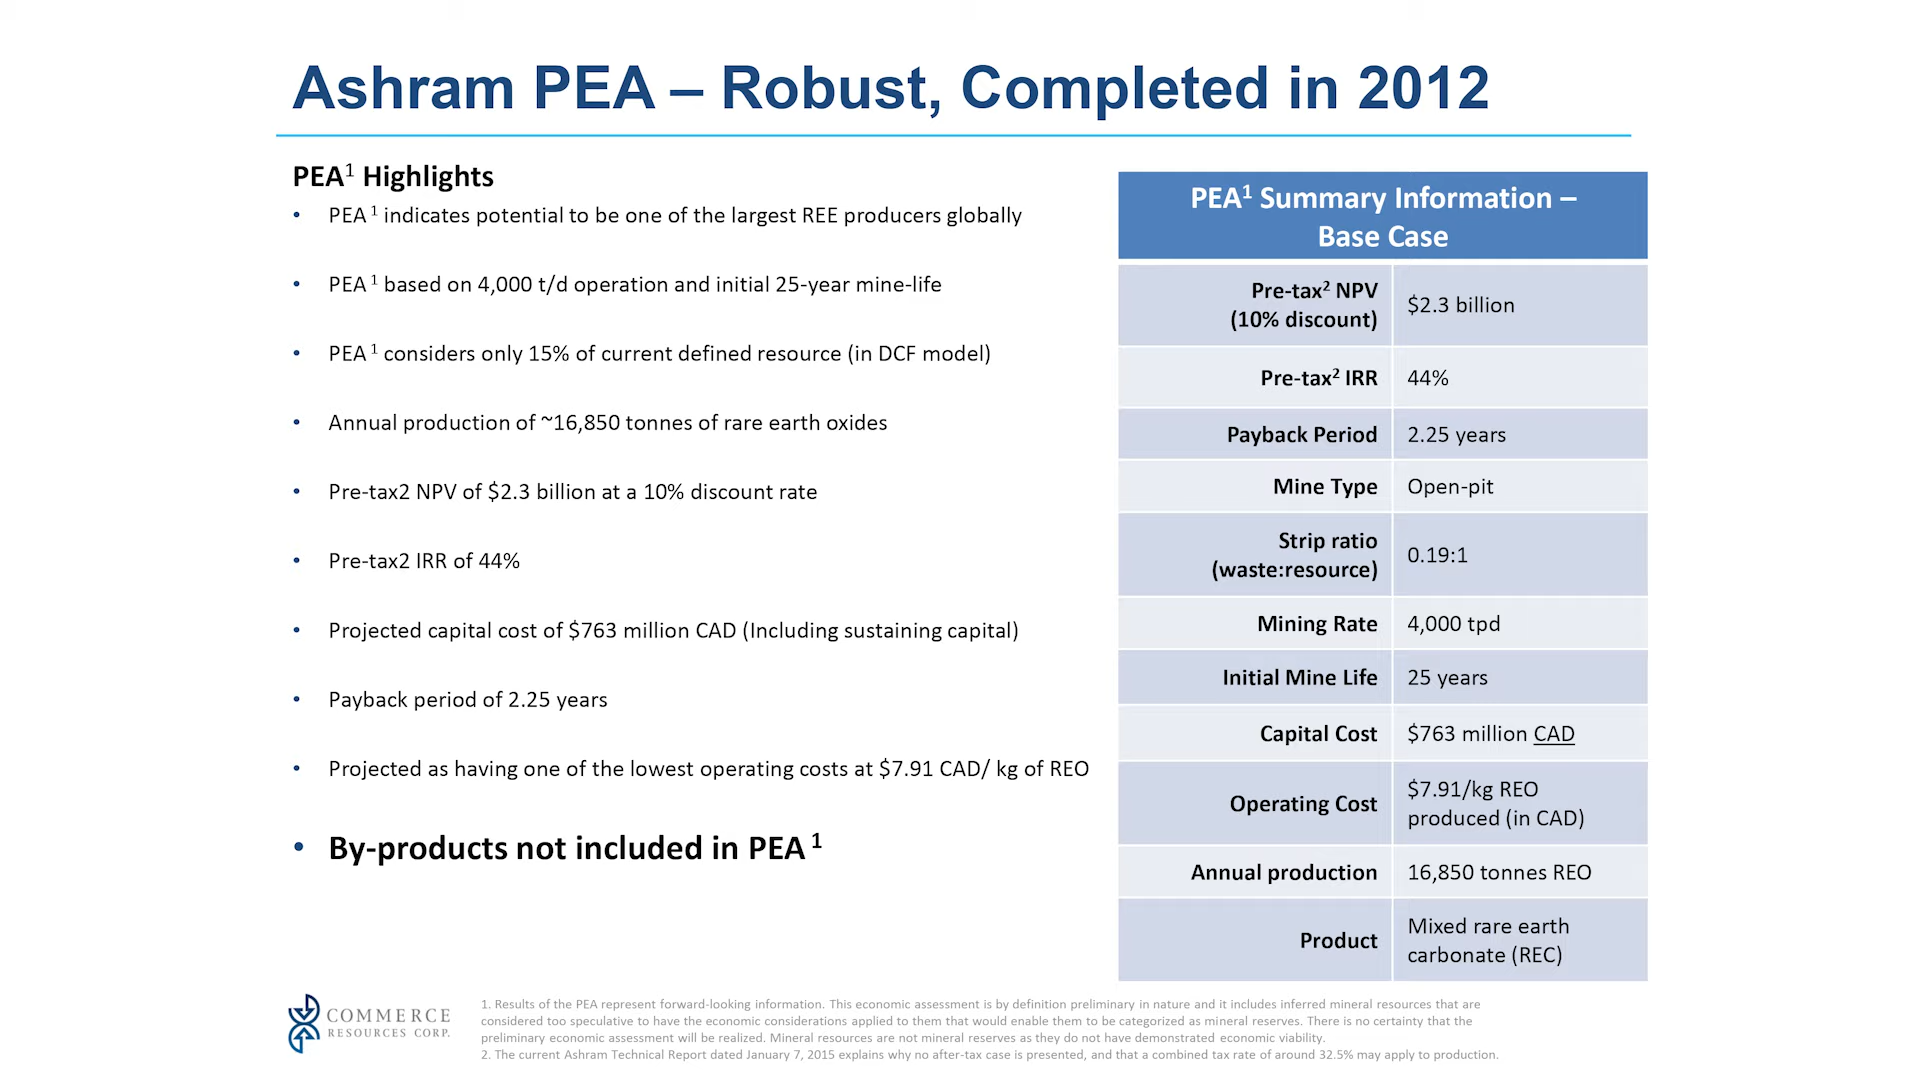 Ashram PEA – Robust, Completed in 2012
PEA¹ Highlights
• PEA ¹ indicates potential to be one of the largest REE producers globally
• PEA ¹ based on 4,000 t/d operation and initial 25-year mine-life
• PEA ¹ considers only 15% of current defined resource (in DCF model)
• Annual production of ~16,850 tonnes of rare earth oxides
• Pre-tax2 NPV of $2.3 billion at a 10% discount rate
• Pre-tax2 IRR of 44%
• Projected capital cost of $763 million CAD (Including sustaining capital)
• Payback period of 2.25 years
• Projected as having one of the lowest operating costs at $7.91 CAD/ kg of REO
• By-products not included in PEA ¹
PEA¹ Summary Information –
Base Case
Pre-tax² NPV
(10% discount)
$2.3 billion
Pre-tax² IRR
44%
Payback Period
2.25 years
Mine Type
Open-pit
Strip ratio
(waste:resource)
0.19:1
Mining Rate
4,000 tpd
Initial Mine Life
25 years
Capital Cost
$763 million CAD
Operating Cost
$7.91/kg REO
produced (in CAD)
Annual production
16,850 tonnes REO
Product
Mixed rare earth
carbonate (REC)
COMMERCE
RESOURCES CORP.
1. Results of the PEA represent forward-looking information. This economic assessment is by definition preliminary in nature and it includes inferred mineral resources that are
considered too speculative to have the economic considerations applied to them that would enable them to be categorized as mineral reserves. There is no certainty that the
preliminary economic assessment will be realized. Mineral resources are not mineral reserves as they do not have demonstrated economic viability.
2. The current Ashram Technical Report dated January 7, 2015 explains why no after-tax case is presented, and that a combined tax rate of around 32.5% may apply to production.